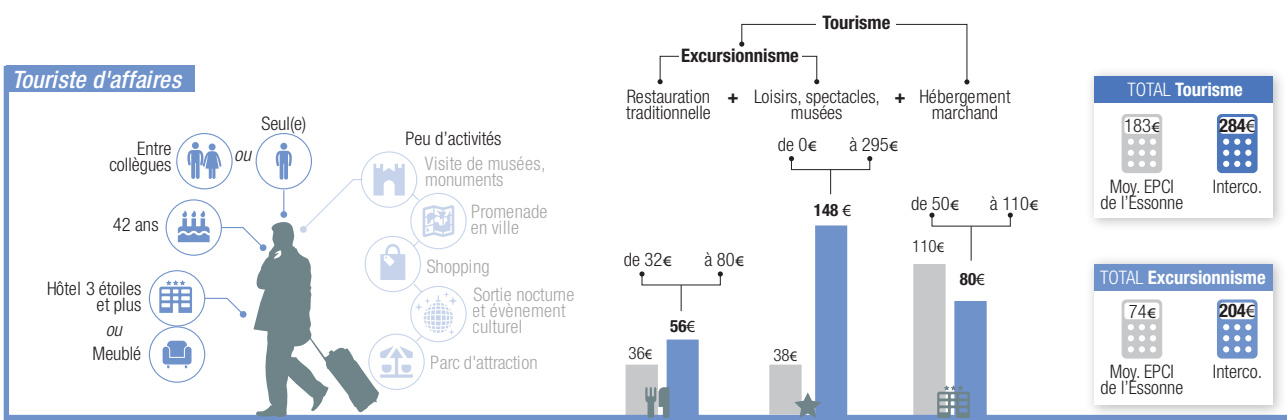 Touriste d'affaires
Seul(e)
Entre
collègues
ou
42 ans
Hôtel 3 étoiles
et plus
ou
Meublé
Peu d'activités
Visite de musées,
monuments
Promenade
en ville
Shopping
Sortie nocturne
et évènement
culturel
Parc d'attraction
Tourisme
Excursionnisme
Restauration
traditionnelle
+
Loisirs, spectacles,
musées
+
Hébergement
marchand
de 32€ à 80€
36€
56€
de 0€ à 295€
38€
148 €
de 50€ à 110€
110€
80€
TOTAL Tourisme
183€
284€
Moy. EPCI
de l'Essonne
Interco.
TOTAL Excursionnisme
74€
204€
Moy. EPCI
de l'Essonne
Interco.